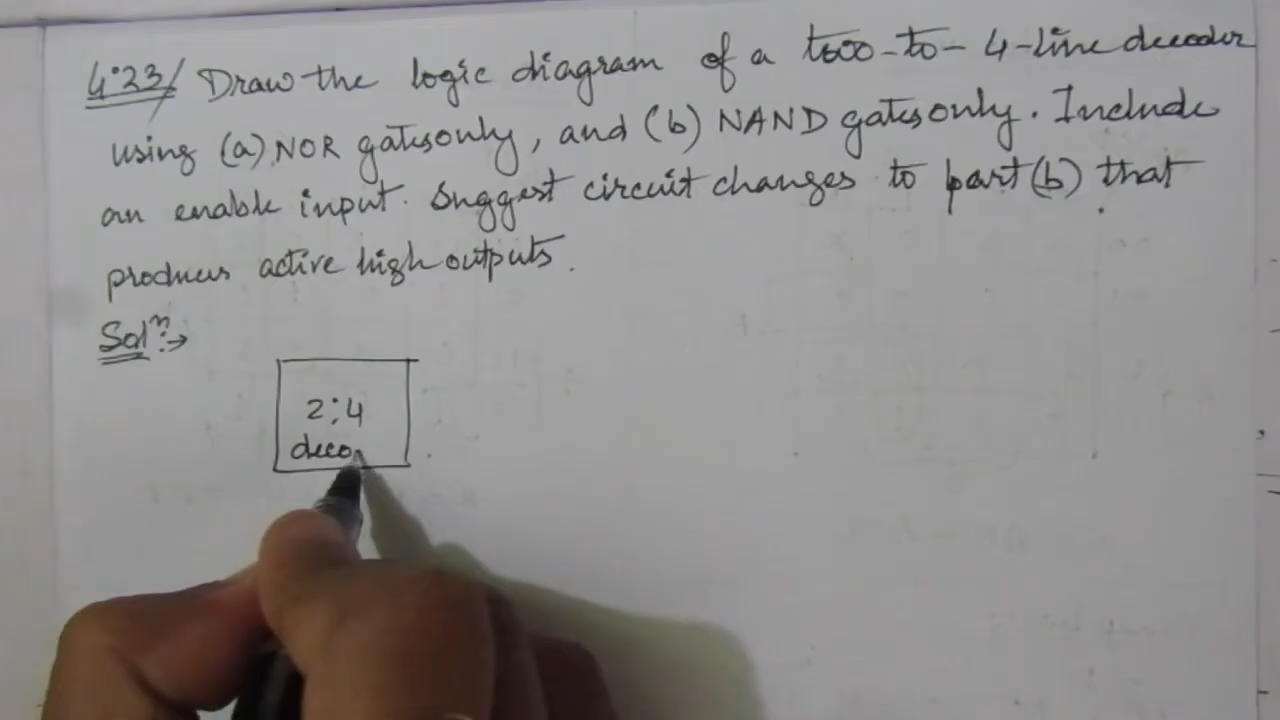 4.23/ Draw the logic diagram of a two-to-4-line decoder
using (a) NOR gates only, and (b) NAND gates only. Include
an enable input. Suggest circuit changes to part (b) that
produces active high outputs.
Solⁿ:→
2:4
deco